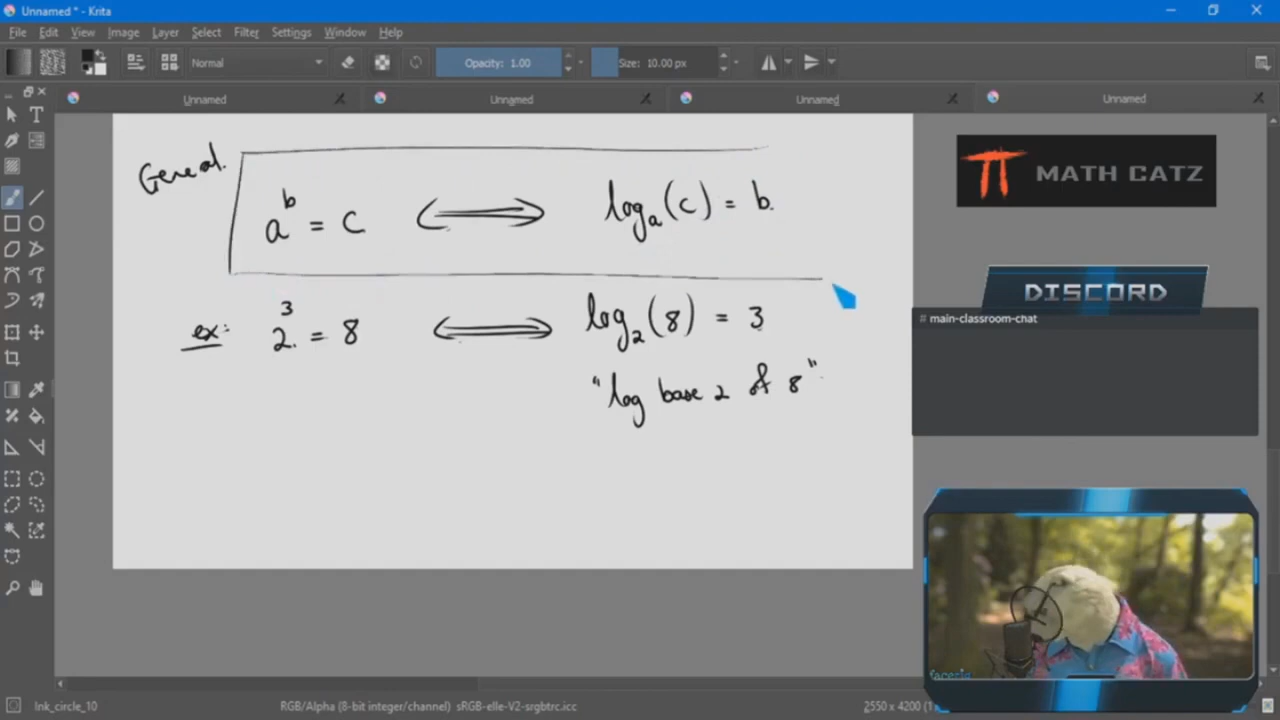 Unnamed * - Krita
File Edit View Image Layer Select Filter Settings Window Help
Normal Opacity: 1.00 Size: 10.00 px
Unnamed Unnamed Unnamed Unnamed
General.
a^b = c ⟺ log_a(c) = b.
ex: 2^3 = 8 ⟺ log_2(8) = 3
"log base 2 of 8"
MATH CATZ
DISCORD
# main-classroom-chat
facerig
Ink_circle_10 RGB/Alpha (8-bit integer/channel) sRGB-elle-V2-srgbtrc.icc 2550 x 4200 (1